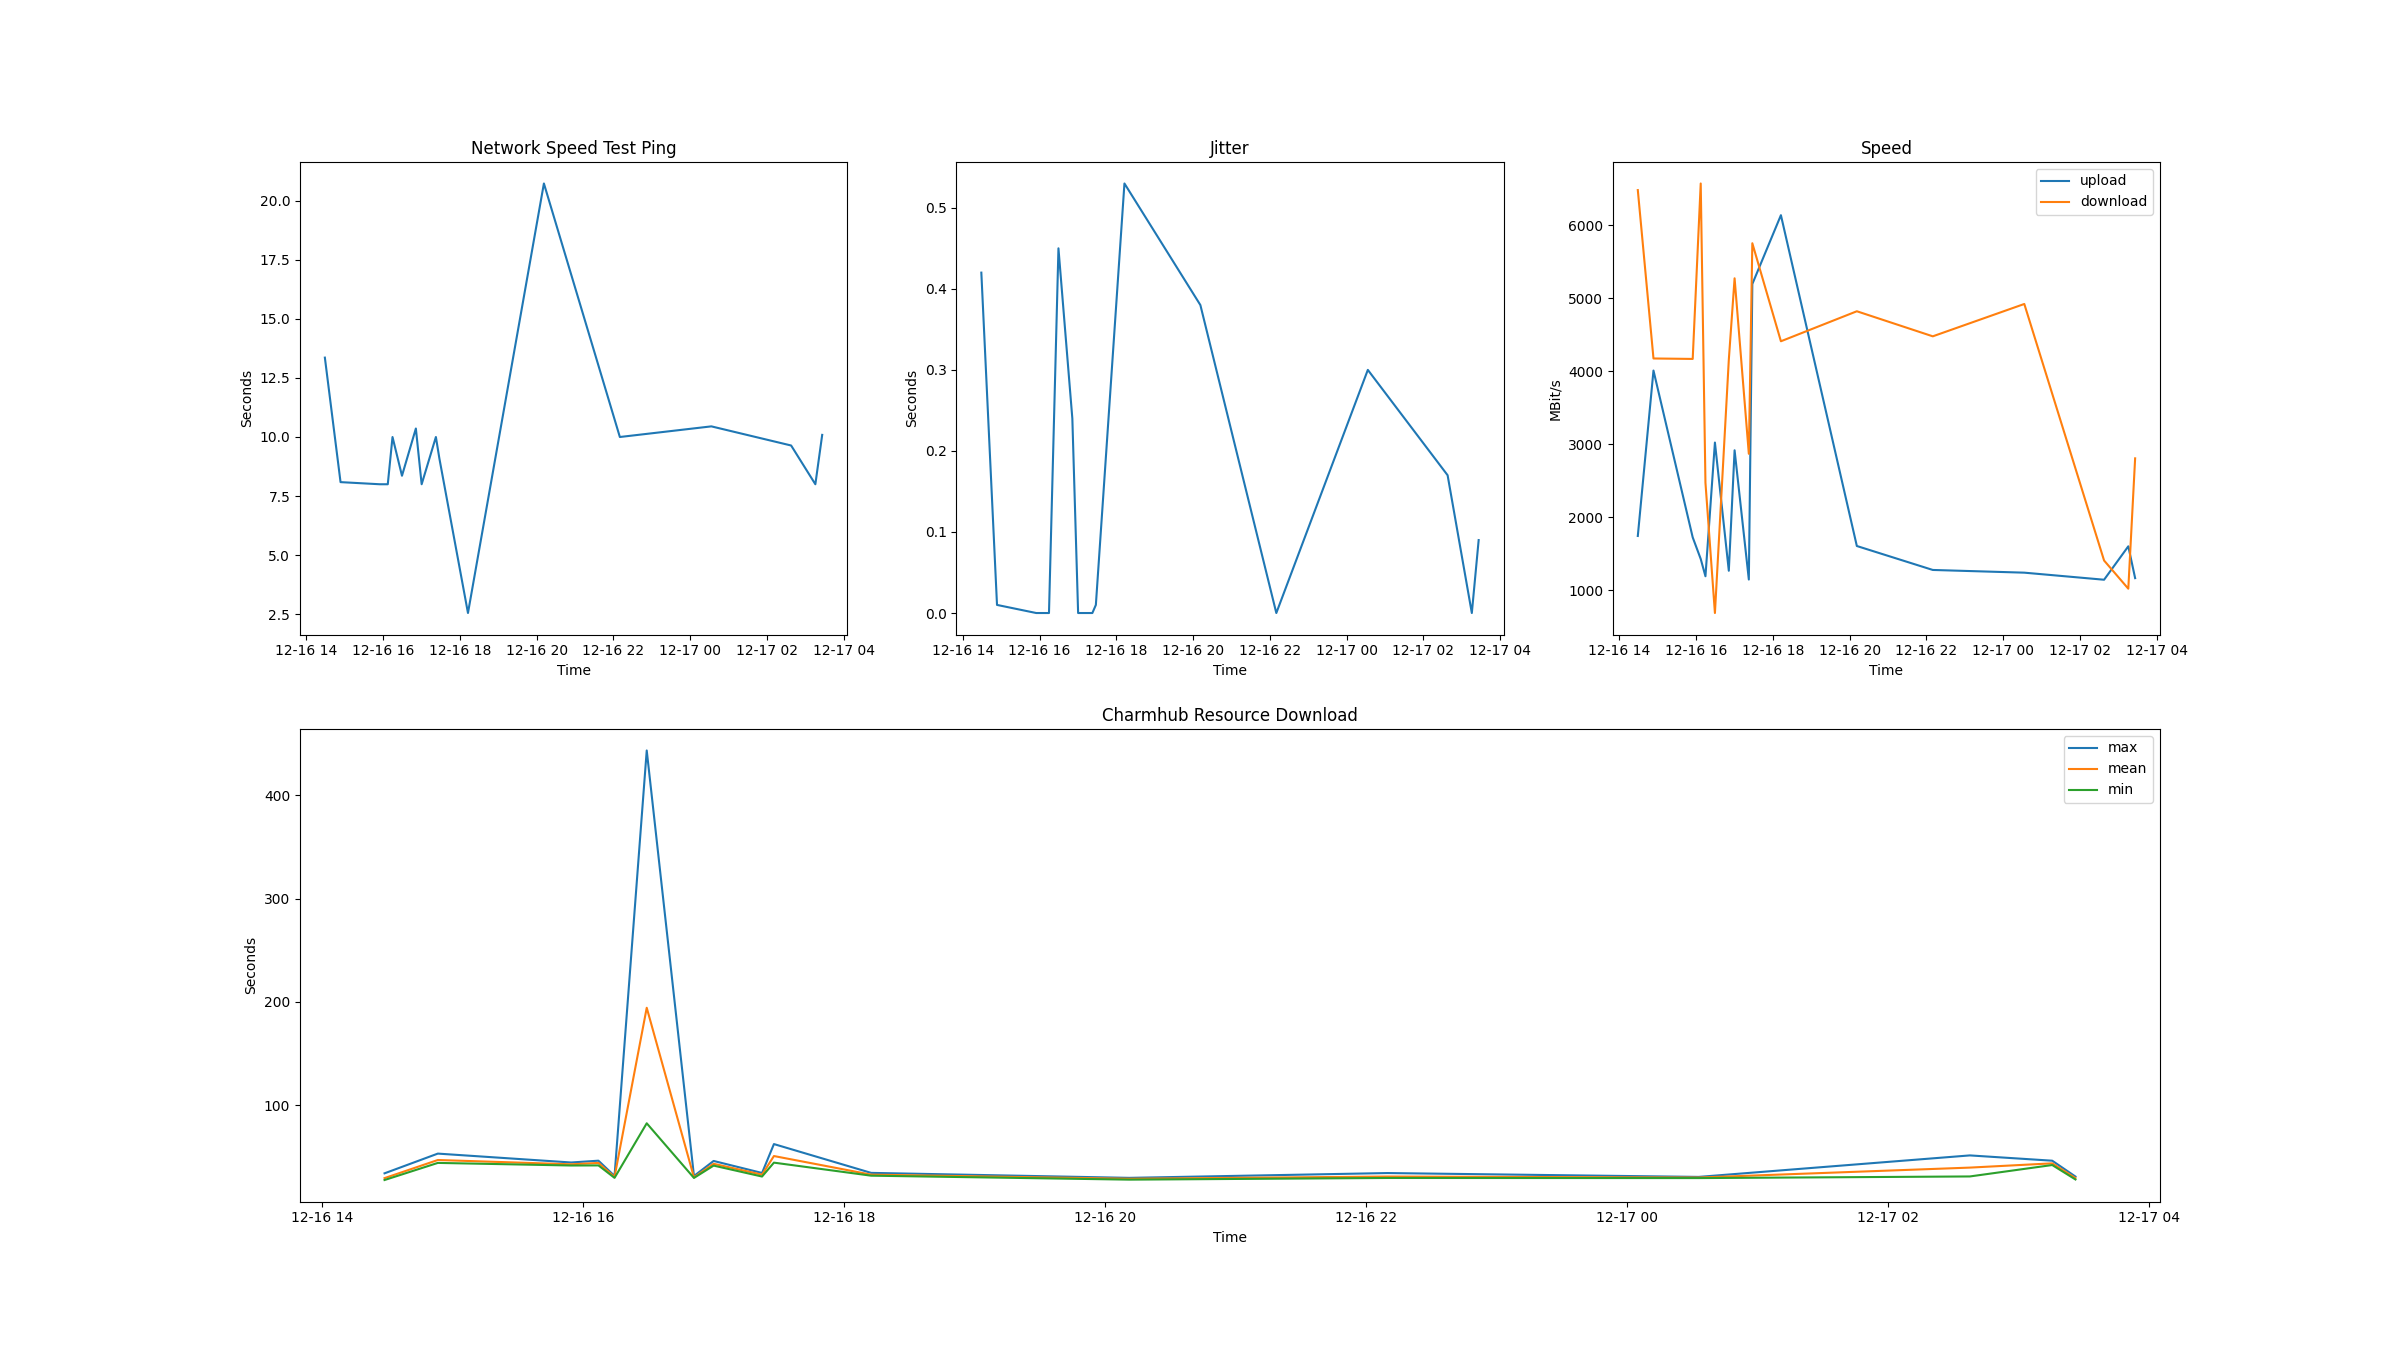 Network Speed Test Ping
Seconds
20.0
17.5
15.0
12.5
10.0
7.5
5.0
2.5
12-16 14 12-16 16 12-16 18 12-16 20 12-16 22 12-17 00 12-17 02 12-17 04
Time
Jitter
Seconds
0.5
0.4
0.3
0.2
0.1
0.0
12-16 14 12-16 16 12-16 18 12-16 20 12-16 22 12-17 00 12-17 02 12-17 04
Time
Speed
upload
download
MBit/s
6000
5000
4000
3000
2000
1000
12-16 14 12-16 16 12-16 18 12-16 20 12-16 22 12-17 00 12-17 02 12-17 04
Time
Charmhub Resource Download
max
mean
min
Seconds
400
300
200
100
12-16 14 12-16 16 12-16 18 12-16 20 12-16 22 12-17 00 12-17 02 12-17 04
Time